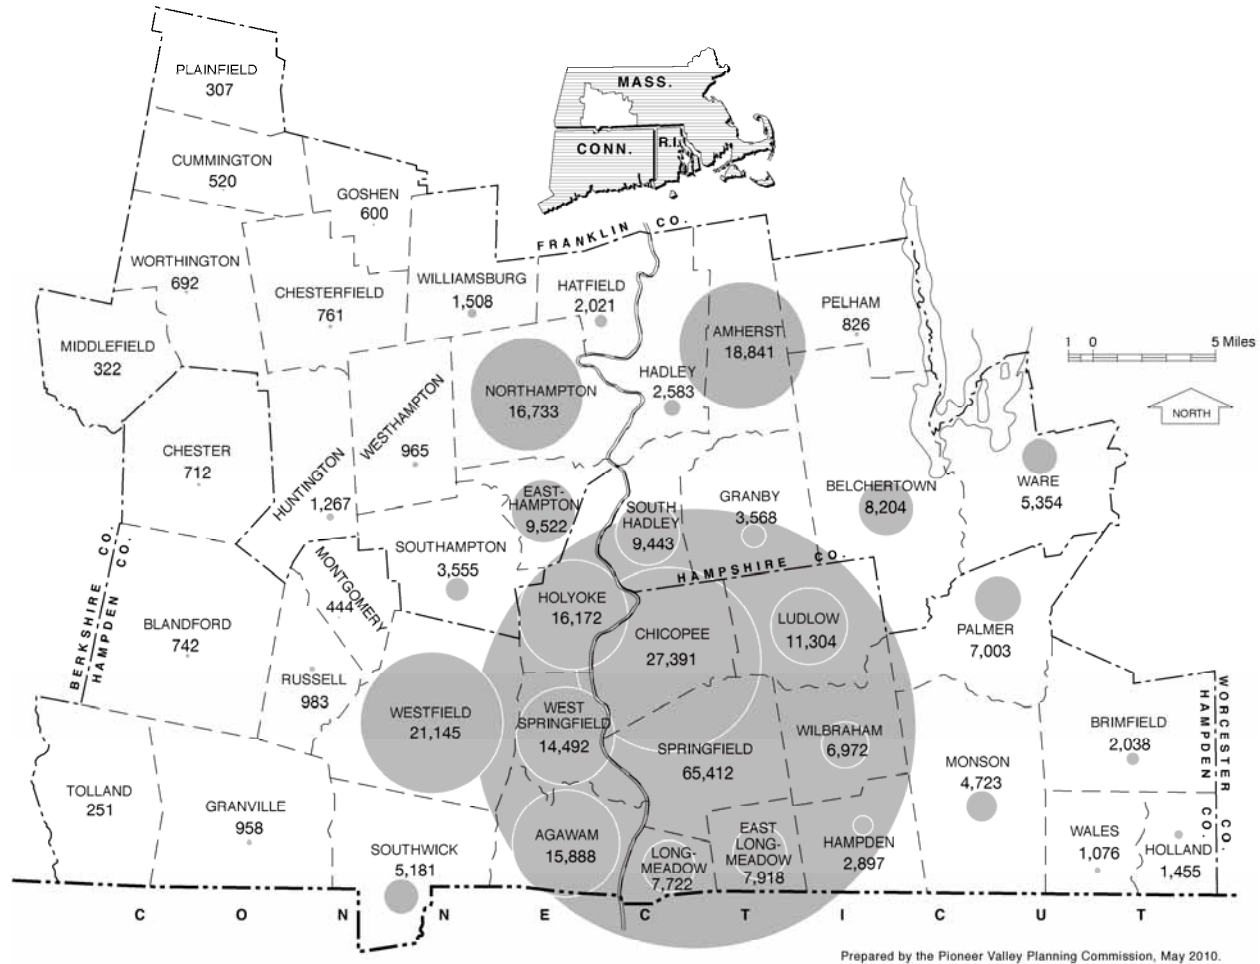 PLAINFIELD
307
MASS.
CONN.
R.I.
CUMMINGTON
520
GOSHEN
600
FRANKLIN CO.
WORTHINGTON
692
CHESTERFIELD
761
WILLIAMSBURG
1,508
HATFIELD
2,021
AMHERST
18,841
PELHAM
826
1 0 5 Miles
MIDDLEFIELD
322
NORTHAMPTON
16,733
HADLEY
2,583
NORTH
CHESTER
712
HUNTINGTON
1,267
WESTHAMPTON
965
EAST-
HAMPTON
9,522
SOUTH
HADLEY
9,443
GRANBY
3,568
BELCHERTOWN
8,204
WARE
5,354
BERKSHIRE CO.
HAMPDEN CO.
MONTGOMERY
444
SOUTHAMPTON
3,555
HAMPSHIRE CO.
HOLYOKE
16,172
CHICOPEE
27,391
LUDLOW
11,304
PALMER
7,003
BLANDFORD
742
RUSSELL
983
WESTFIELD
21,145
WEST
SPRINGFIELD
14,492
SPRINGFIELD
65,412
WILBRAHAM
6,972
MONSON
4,723
BRIMFIELD
2,038
WORCESTER CO.
HAMPDEN CO.
TOLLAND
251
GRANVILLE
958
SOUTHWICK
5,181
AGAWAM
15,888
LONG-
MEADOW
7,722
EAST
LONG-
MEADOW
7,918
HAMPDEN
2,897
WALES
1,076
HOLLAND
1,455
CONNECTICUT
Prepared by the Pioneer Valley Planning Commission, May 2010.